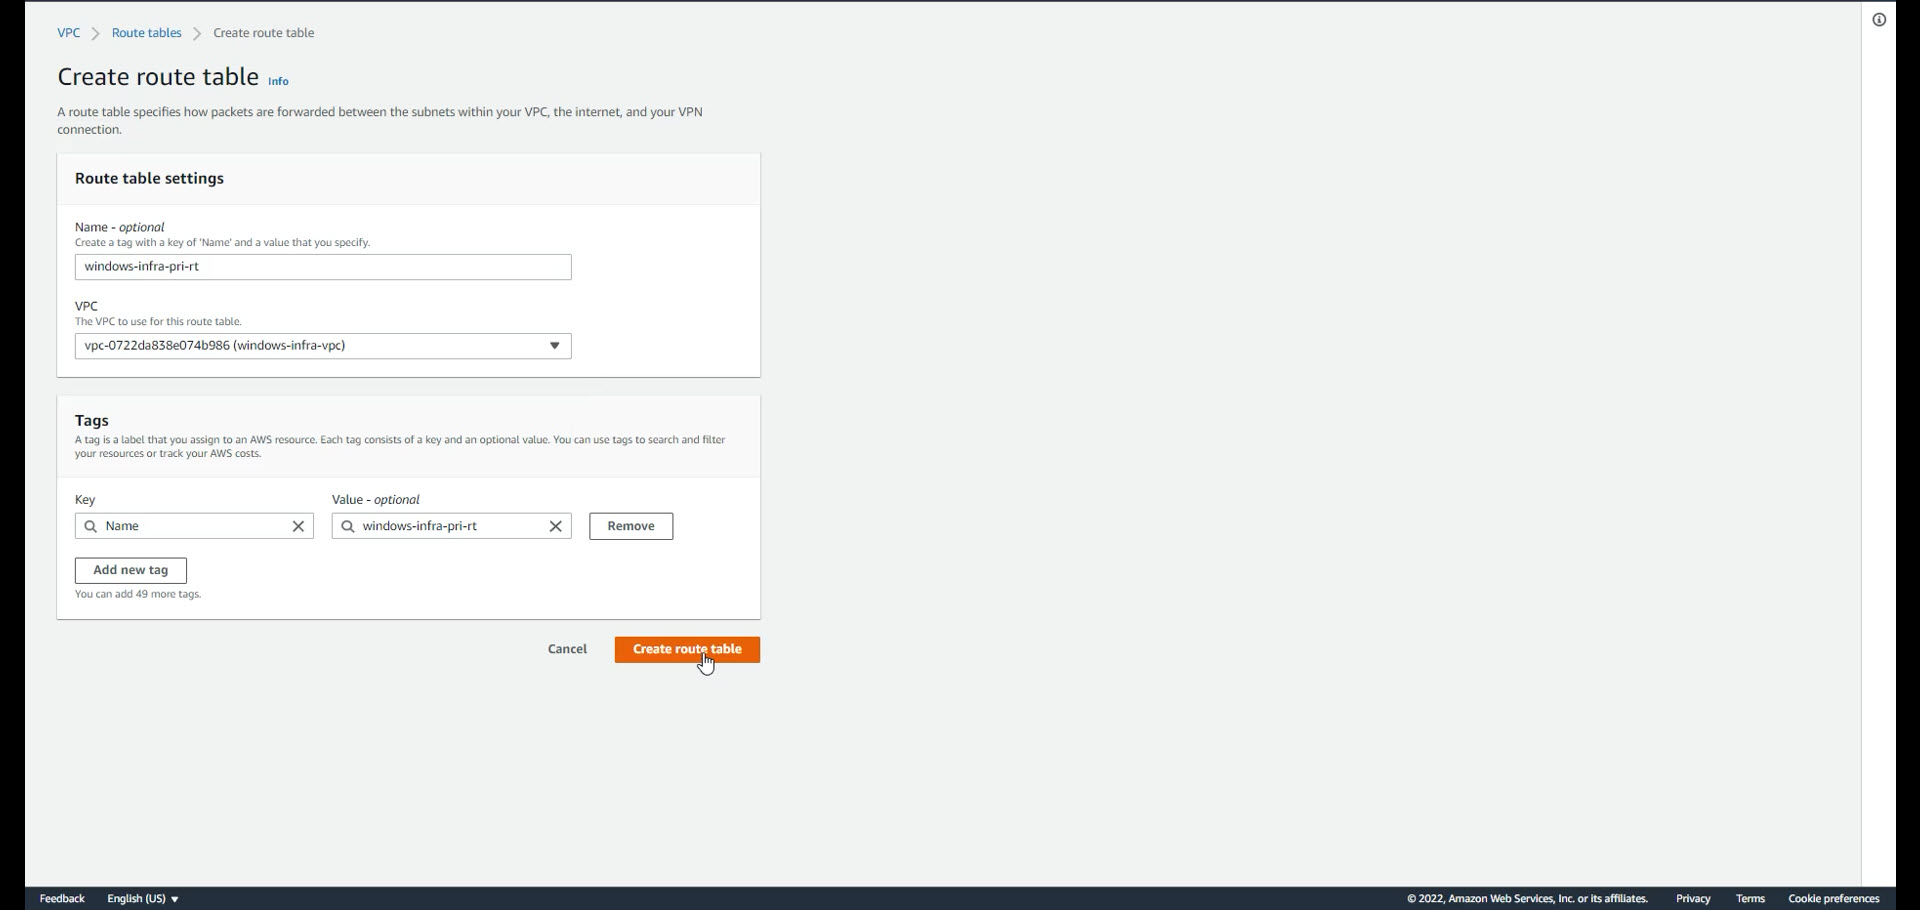 VPC > Route tables > Create route table
Create route table Info
A route table specifies how packets are forwarded between the subnets within your VPC, the internet, and your VPN
connection.
Route table settings
Name - optional
Create a tag with a key of 'Name' and a value that you specify.
windows-infra-pri-rt
VPC
The VPC to use for this route table.
vpc-0722da838e074b986 (windows-infra-vpc)
Tags
A tag is a label that you assign to an AWS resource. Each tag consists of a key and an optional value. You can use tags to search and filter
your resources or track your AWS costs.
Key Value - optional
Name windows-infra-pri-rt Remove
Add new tag
You can add 49 more tags.
Cancel Create route table
Feedback English (US) © 2022, Amazon Web Services, Inc. or its affiliates. Privacy Terms Cookie preferences